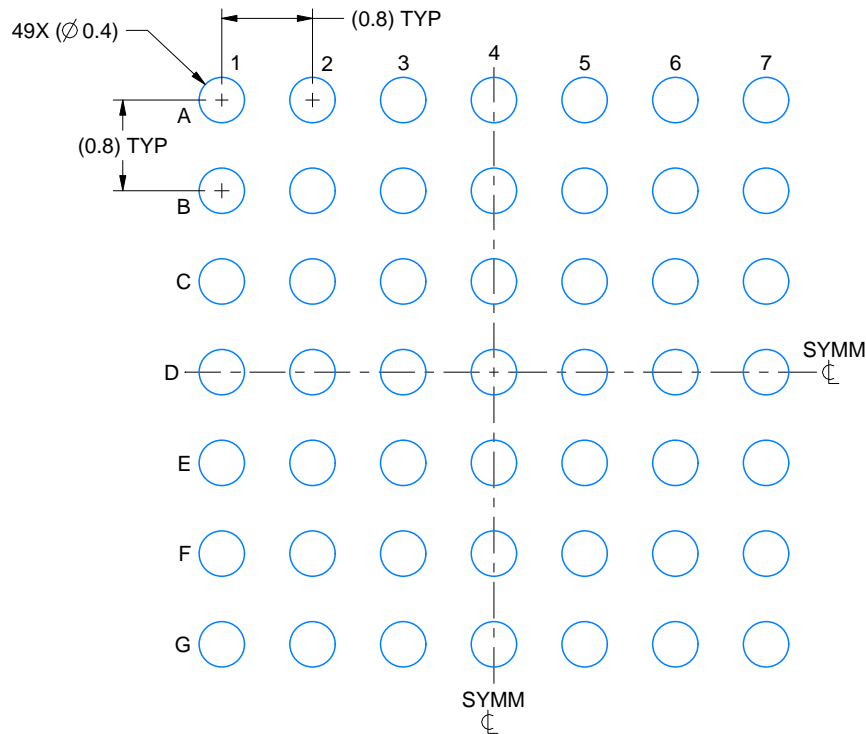 (0.8) TYP
49X (∅ 0.4)
1 2 3 4 5 6 7
A
(0.8) TYP
B
C
D
SYMM
℄
E
F
G
SYMM
℄